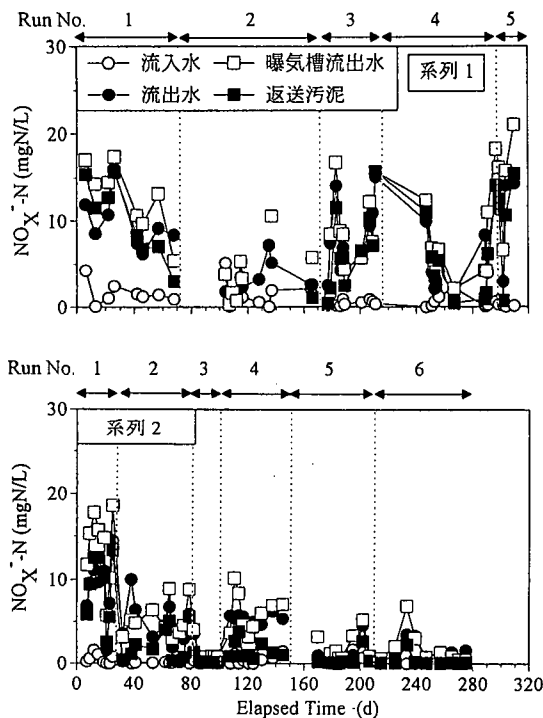 Run No. 1 2 3 4 5
流入水 曝気槽流出水
流出水 返送汚泥
系列1
30
20
10
0
NOX⁻-N (mgN/L)
Run No. 1 2 3 4 5 6
系列2
30
20
10
0
NOX⁻-N (mgN/L)
0 40 80 120 160 200 240 280 320
Elapsed Time (d)